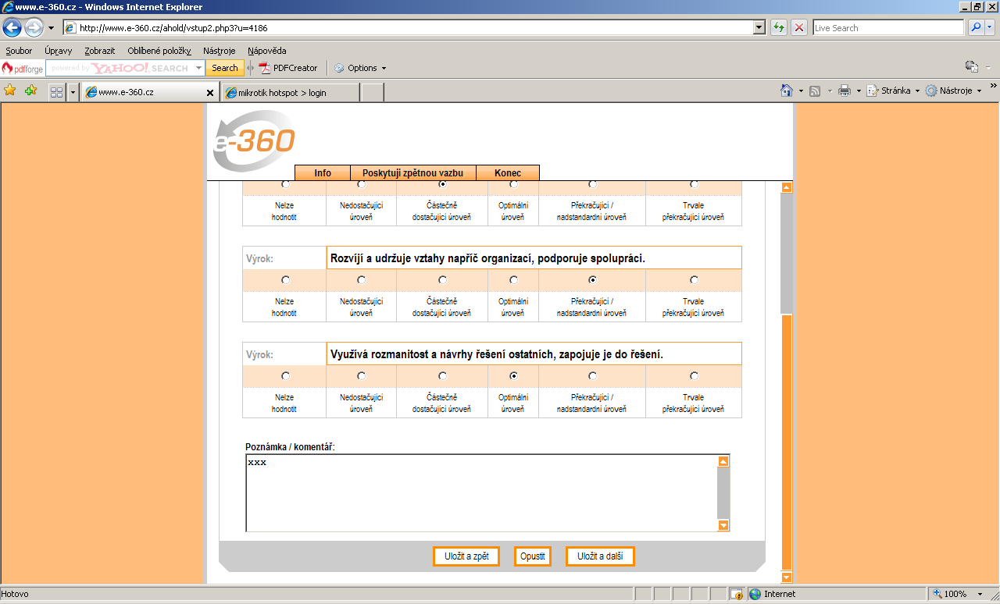 www.e-360.cz - Windows Internet Explorer
http://www.e-360.cz/ahold/vstup2.php3?u=4186
Live Search
Soubor Úpravy Zobrazit Oblíbené položky Nástroje Nápověda
pdfforge powered by YAHOO! SEARCH Search PDFCreator Options
www.e-360.cz mikrotik hotspot > login Stránka Nástroje
e-360
Info Poskytuji zpětnou vazbu Konec
Nelze hodnotit Nedostačující úroveň Částečně dostačující úroveň Optimální úroveň Překračující / nadstandardní úroveň Trvale překračující úroveň
Výrok: Rozvíjí a udržuje vztahy napříč organizací, podporuje spolupráci.
Nelze hodnotit Nedostačující úroveň Částečně dostačující úroveň Optimální úroveň Překračující / nadstandardní úroveň Trvale překračující úroveň
Výrok: Využívá rozmanitost a návrhy řešení ostatních, zapojuje je do řešení.
Nelze hodnotit Nedostačující úroveň Částečně dostačující úroveň Optimální úroveň Překračující / nadstandardní úroveň Trvale překračující úroveň
Poznámka / komentář:
xxx
Uložit a zpět Opustit Uložit a další
Hotovo Internet 100%